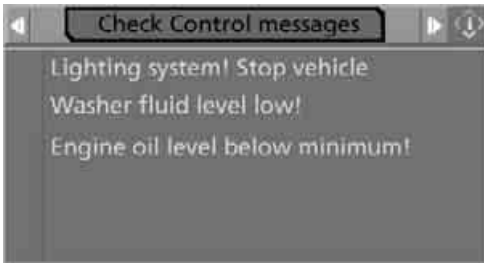 Check Control messages
Lighting system! Stop vehicle
Washer fluid level low!
Engine oil level below minimum!